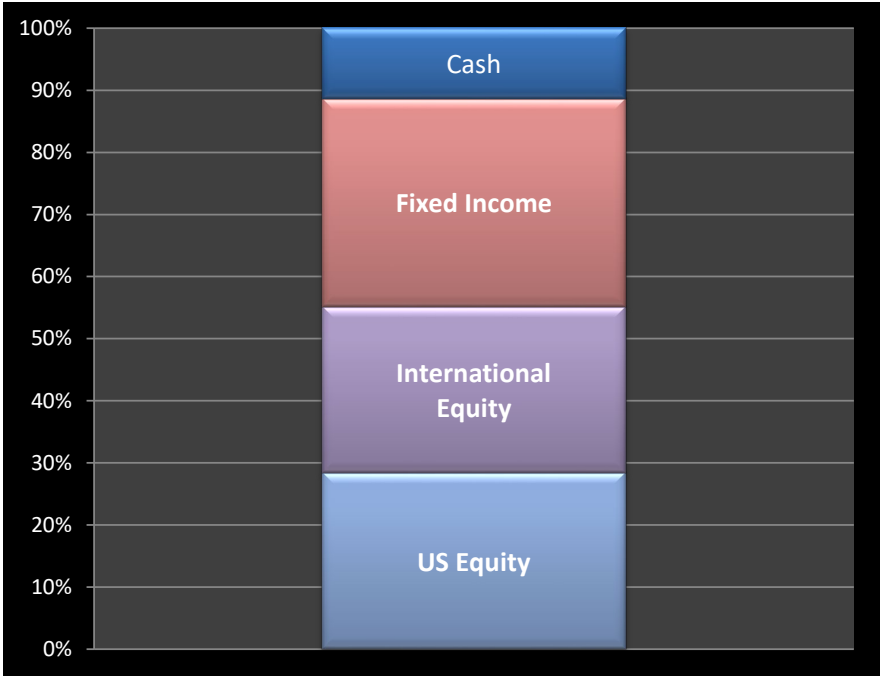 100%
90%
80%
70%
60%
50%
40%
30%
20%
10%
0%
Cash
Fixed Income
International
Equity
US Equity